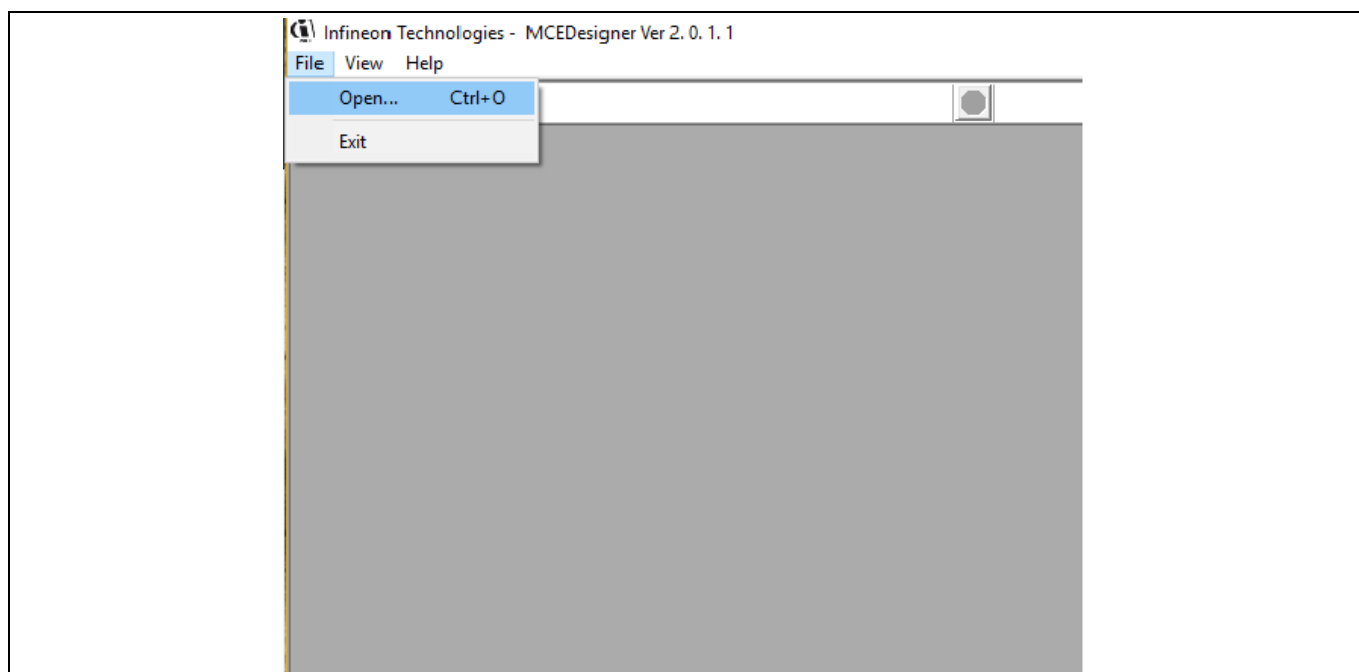 Infineon Technologies - MCEDesigner Ver 2. 0. 1. 1
File View Help
Open... Ctrl+O
Exit